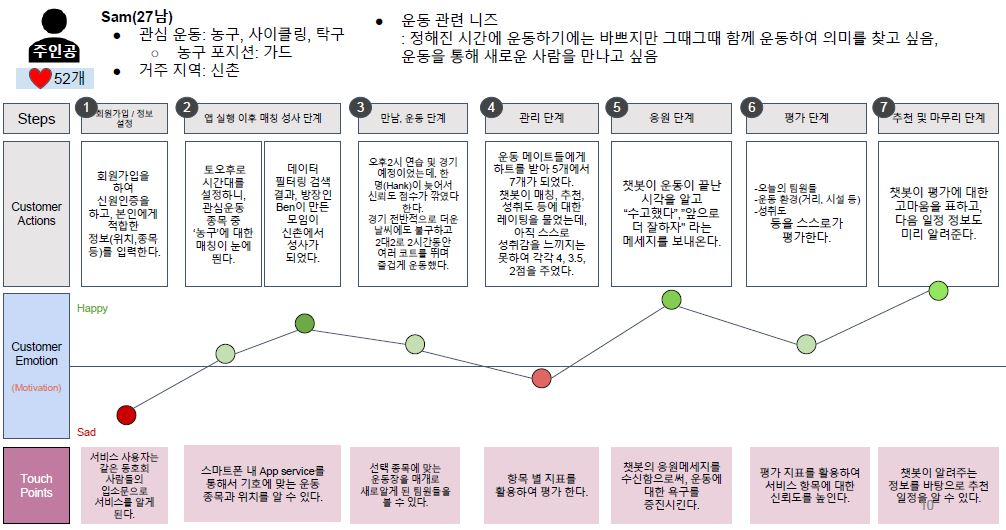 Sam(27남)
● 관심 운동: 농구, 사이클링, 탁구
○ 농구 포지션: 가드
● 거주 지역: 신촌
주인공
52개
● 운동 관련 니즈
: 정해진 시간에 운동하기에는 바쁘지만 그때그때 함께 운동하여 의미를 찾고 싶음,
운동을 통해 새로운 사람을 만나고 싶음
Steps
1
회원가입 / 정보
설정
2
앱 실행 이후 매칭 성사 단계
3
만남, 운동 단계
4
관리 단계
5
응원 단계
6
평가 단계
7
추천 및 마무리 단계
Customer
Actions
회원가입을
하여
신원인증을
하고, 본인에게
적합한
정보(위치,종목
등)를 입력한다.
토오후로
시간대를
설정하니,
관심운동
종목 중
‘농구’에 대한
매칭이 눈에
띈다.
데이터
필터링 검색
결과, 방장인
Ben이 만든
모임이
신촌에서
성사가
되었다.
오후2시 연습 및 경기
예정이었는데, 한
명(Hank)이 늦어서
신뢰도 점수가 깎였다
한다.
경기 전반적으로 더운
날씨에도 불구하고
2대2로 2시간동안
여러 코트를 뛰며
즐겁게 운동했다.
운동 메이트들에게
하트를 받아 5개에서
7개가 되었다.
챗봇이 매칭, 추천,
성취도 등에 대한
레이팅을 물었는데,
아직 스스로
성취감을 느끼지는
못하여 각각 4, 3.5,
2점을 주었다.
챗봇이 운동이 끝난
시각을 알고
“수고했다”,”앞으로
더 잘하자” 라는
메세지를 보내온다.
-오늘의 팀원들
-운동 환경(거리, 시설 등)
-성취도
등을 스스로가
평가한다.
챗봇이 평가에 대한
고마움을 표하고,
다음 일정 정보도
미리 알려준다.
Customer
Emotion
(Motivation)
Happy
Sad
Touch
Points
서비스 사용자는
같은 동호회
사람들의
입소문으로
서비스를 알게
된다.
스마트폰 내 App service를
통해서 기호에 맞는 운동
종목과 위치를 알 수 있다.
선택 종목에 맞는
운동장을 매개로
새로알게 된 팀원들을
볼 수 있다.
항목 별 지표를
활용하여 평가 한다.
챗봇의 응원메세지를
수신함으로써, 운동에
대한 욕구를
증진시킨다.
평가 지표를 활용하여
서비스 항목에 대한
신뢰도를 높인다.
챗봇이 알려주는
정보를 바탕으로 추천
일정을 알 수 있다.
10